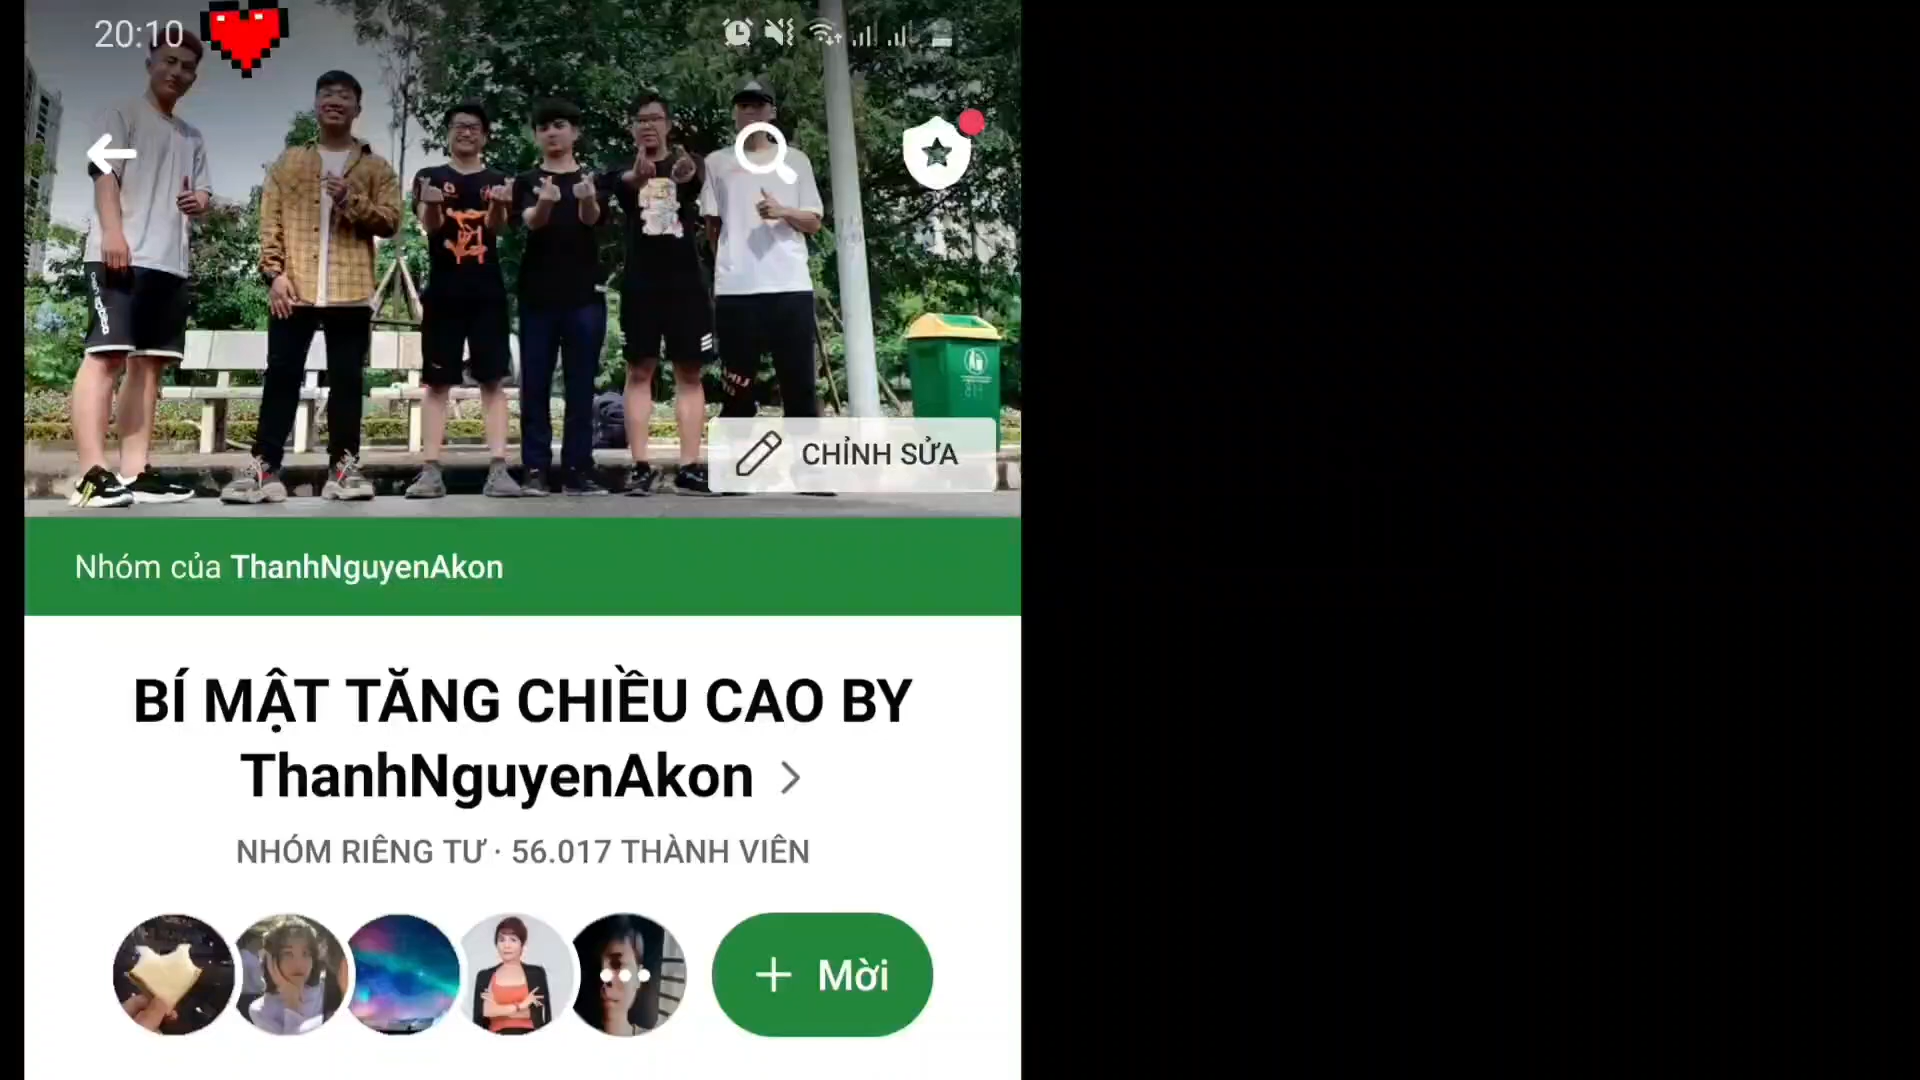 20:10
CHỈNH SỬA
Nhóm của ThanhNguyenAkon
BÍ MẬT TĂNG CHIỀU CAO BY
ThanhNguyenAkon
NHÓM RIÊNG TƯ · 56.017 THÀNH VIÊN
+ Mời